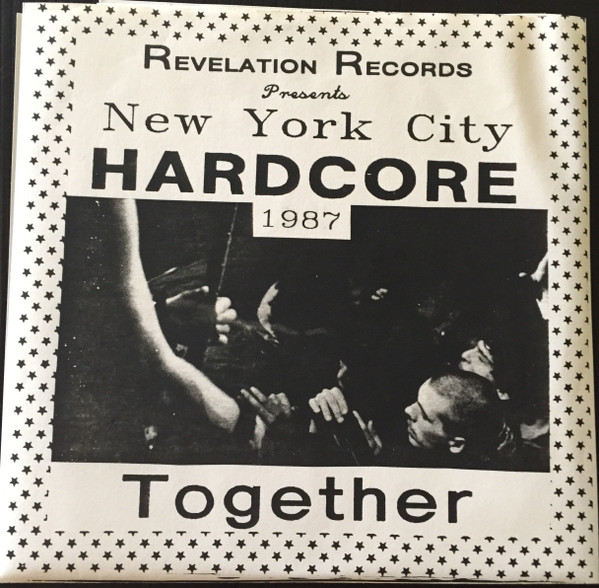 Revelation Records
Presents
New York City
HARDCORE
1987
Together